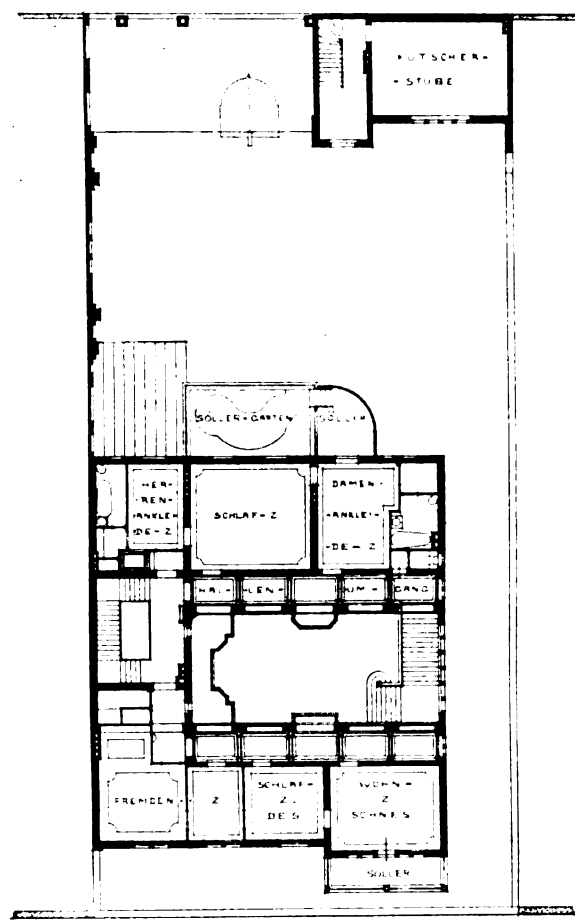 KUTSCHER-
-STUBE
SÖLLER-GARTEN SÖLLER
HER-
REN-
ANKLEI-
DE-Z
SCHLAF-Z
DAMEN-
-ANKLEI-
-DE-Z
HAL- LEN- UM- GANG
FREMDEN- Z
SCHLAF-
Z.
DES
WOHN-
Z
SOHNES
SÖLLER